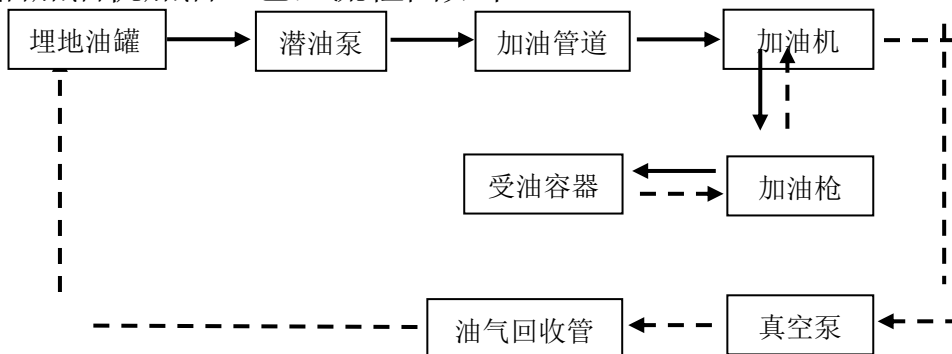 埋地油罐
潜油泵
加油管道
加油机
受油容器
加油枪
油气回收管
真空泵